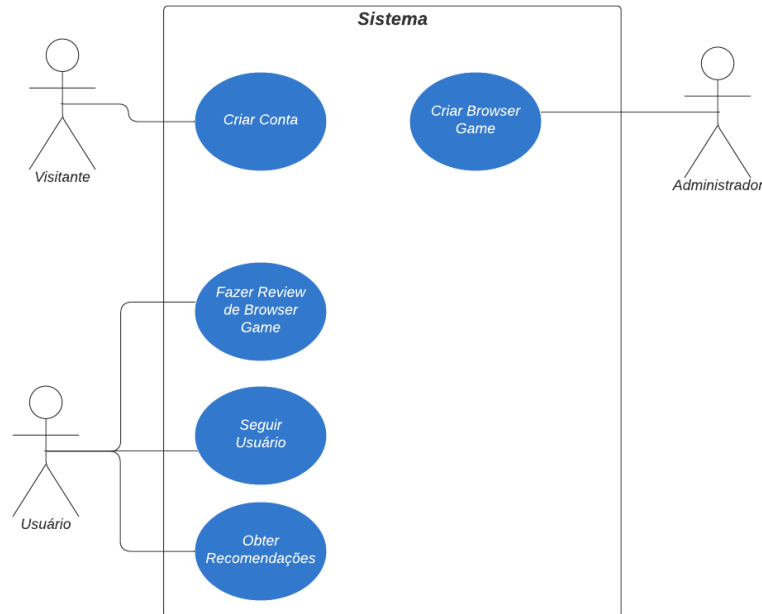 Sistema
Criar Conta
Criar Browser
Game
Visitante
Administrador
Fazer Review
de Browser
Game
Seguir
Usuário
Usuário
Obter
Recomendações